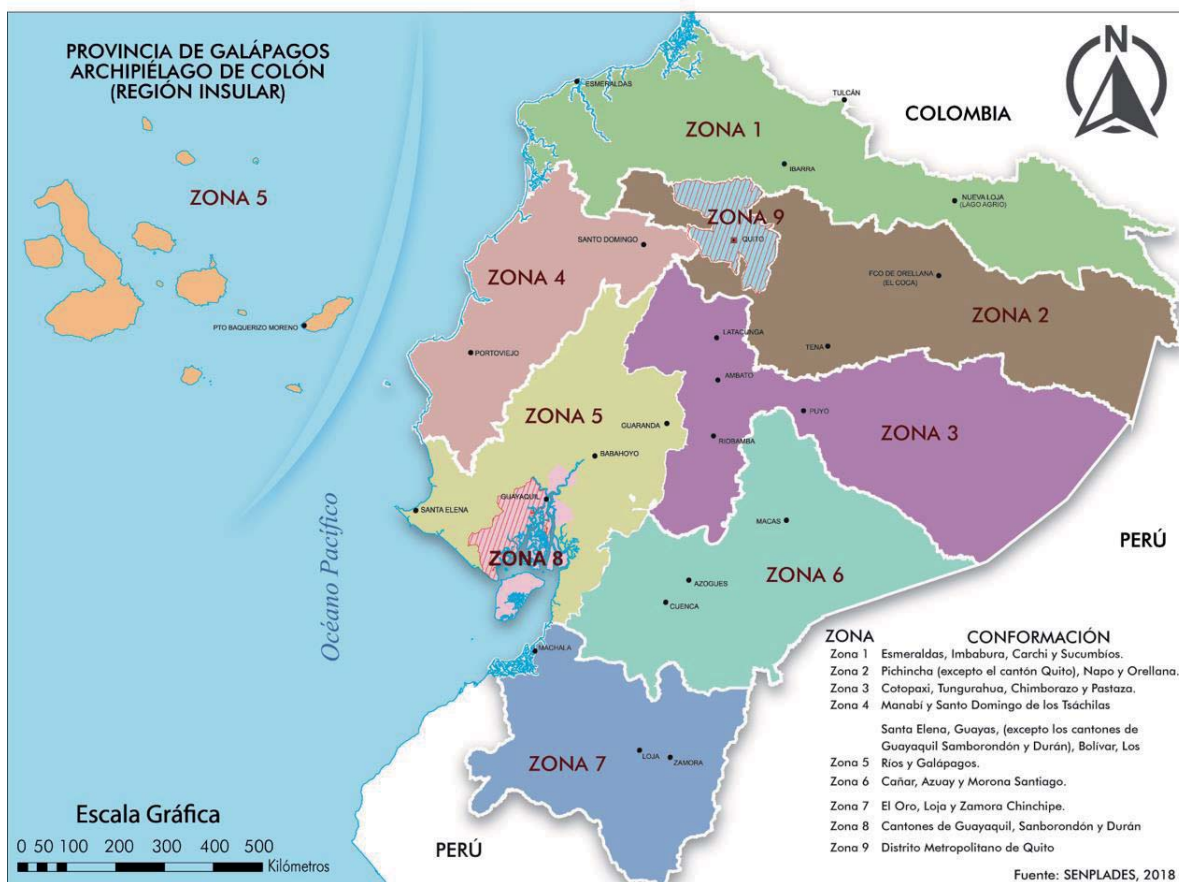 PROVINCIA DE GALÁPAGOS
ARCHIPIÉLAGO DE COLÓN
(REGIÓN INSULAR)
ZONA 5
PTO BAQUERIZO MORENO
N
COLOMBIA
ESMERALDAS
TULCÁN
ZONA 1
IBARRA
NUEVA LOJA
(LAGO AGRIO)
ZONA 9
QUITO
SANTO DOMINGO
ZONA 4
FCO DE ORELLANA
(EL COCA)
ZONA 2
TENA
LATACUNGA
PORTOVIEJO
AMBATO
ZONA 5
GUARANDA
PUYO
ZONA 3
RIOBAMBA
BABAHOYO
GUAYAQUIL
SANTA ELENA
MACAS
PERÚ
ZONA 8
ZONA 6
AZOGUES
CUENCA
Océano Pacífico
MACHALA
LOJA
ZAMORA
ZONA 7
PERÚ
ZONA CONFORMACIÓN
Zona 1 Esmeraldas, Imbabura, Carchi y Sucumbíos.
Zona 2 Pichincha (excepto el cantón Quito), Napo y Orellana.
Zona 3 Cotopaxi, Tungurahua, Chimborazo y Pastaza.
Zona 4 Manabí y Santo Domingo de los Tsáchilas
Santa Elena, Guayas, (excepto los cantones de
Guayaquil Samborondón y Durán), Bolívar, Los
Zona 5 Ríos y Galápagos.
Zona 6 Cañar, Azuay y Morona Santiago.
Zona 7 El Oro, Loja y Zamora Chinchipe.
Zona 8 Cantones de Guayaquil, Sanborondón y Durán
Zona 9 Distrito Metropolitano de Quito
Escala Gráfica
0 50 100 200 300 400 500
Kilómetros
Fuente: SENPLADES, 2018